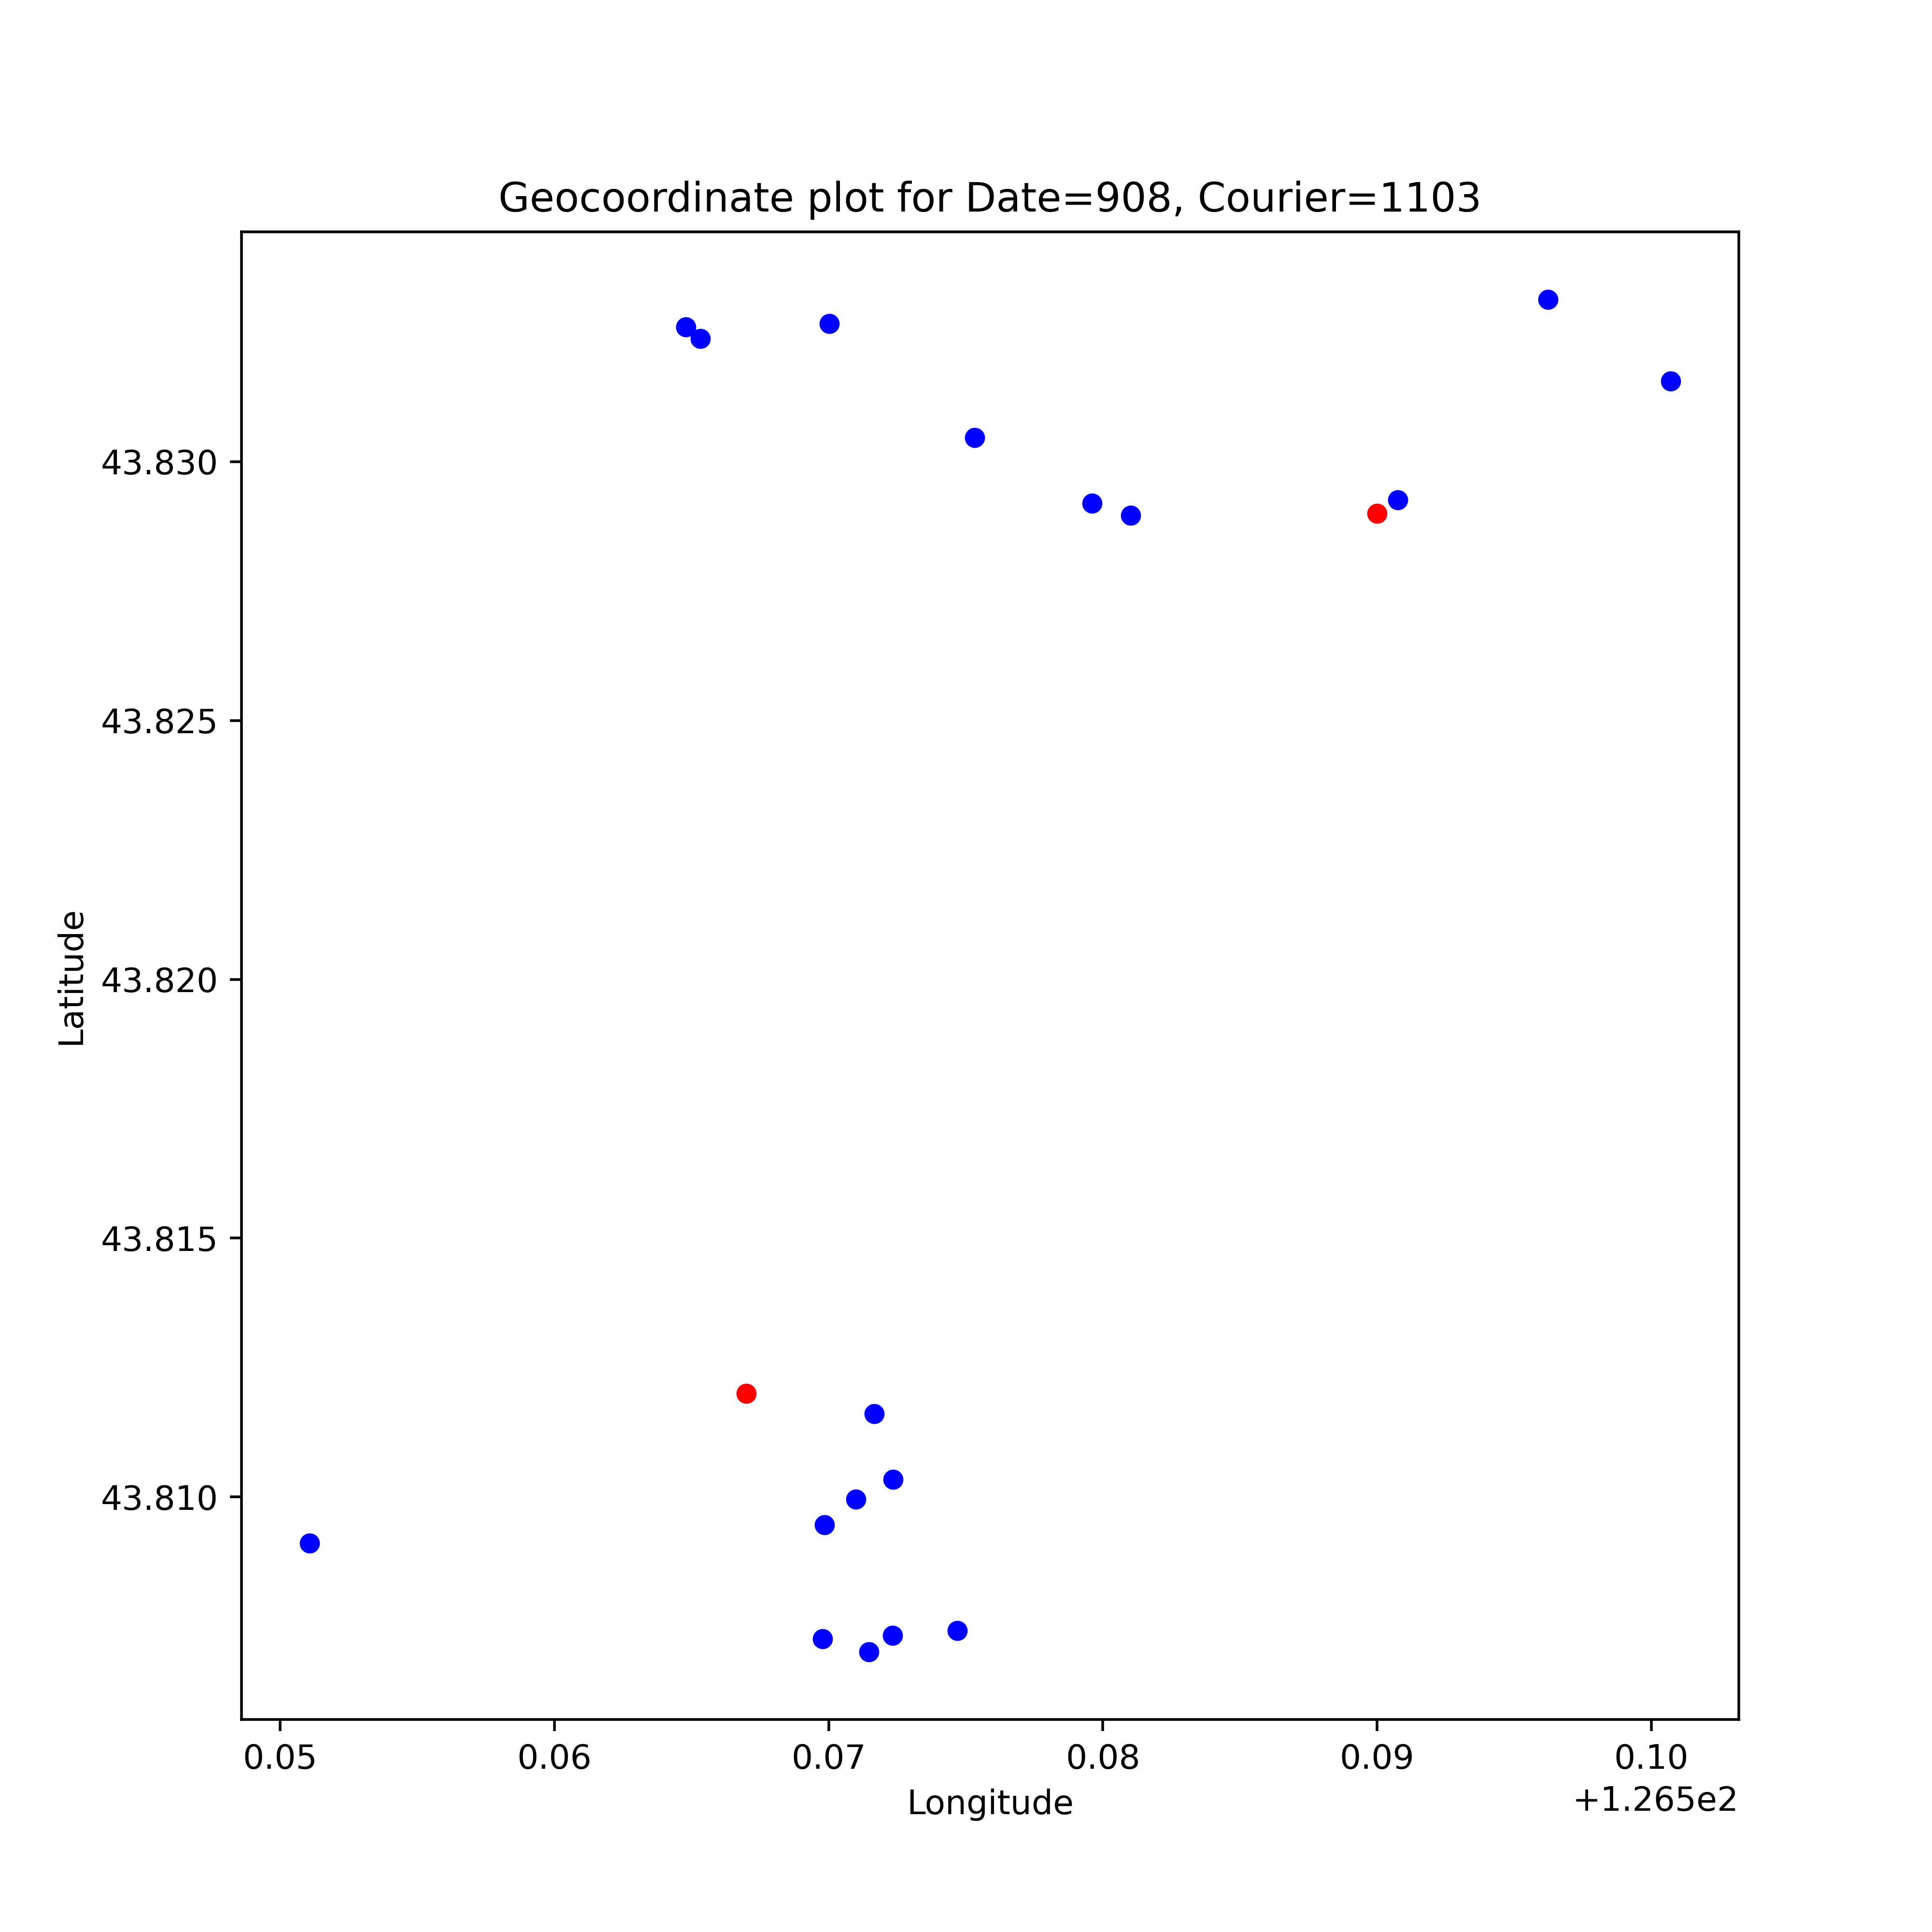 Geocoordinate plot for Date=908, Courier=1103
43.830
43.825
43.820
43.815
43.810
Latitude
0.05 0.06 0.07 0.08 0.09 0.10
+1.265e2
Longitude